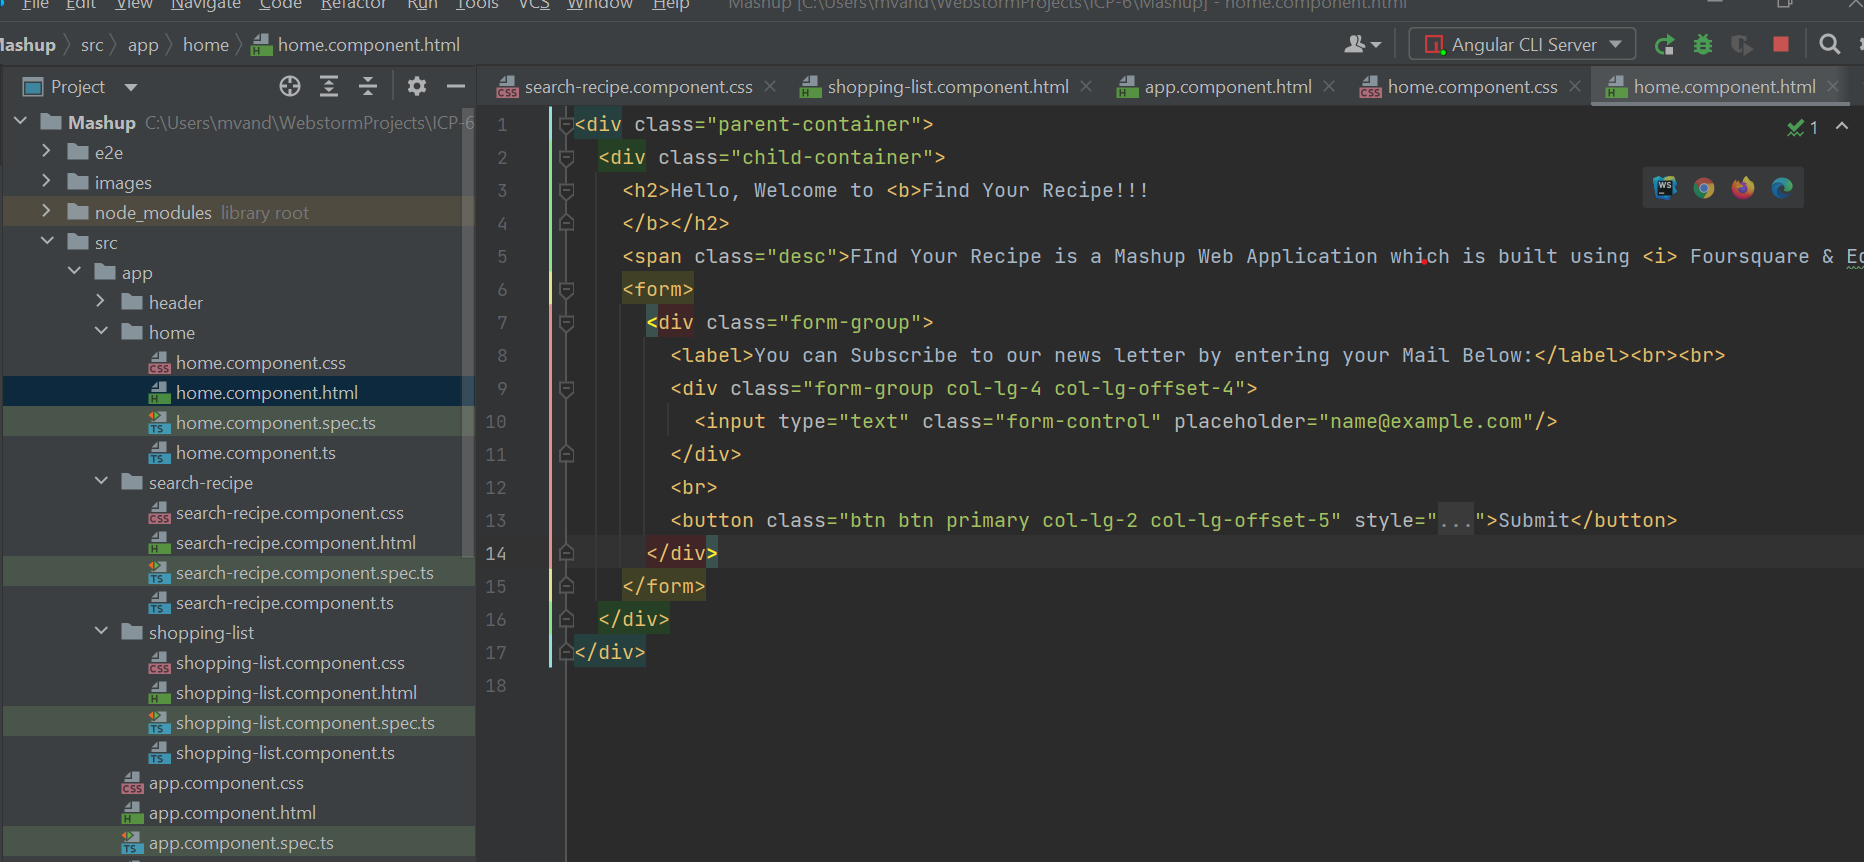 File Edit View Navigate Code Refactor Run Tools VCS Window Help Mashup [C:\Users\mvand\WebstormProjects\ICP-6\Mashup] - home.component.html
Mashup src app home home.component.html Angular CLI Server
Project
search-recipe.component.css shopping-list.component.html app.component.html home.component.css home.component.html
Mashup C:\Users\mvand\WebstormProjects\ICP-6
e2e
images
node_modules library root
src
app
header
home
home.component.css
home.component.html
home.component.spec.ts
home.component.ts
search-recipe
search-recipe.component.css
search-recipe.component.html
search-recipe.component.spec.ts
search-recipe.component.ts
shopping-list
shopping-list.component.css
shopping-list.component.html
shopping-list.component.spec.ts
shopping-list.component.ts
app.component.css
app.component.html
app.component.spec.ts
1 <div class="parent-container">
2 <div class="child-container">
3 <h2>Hello, Welcome to <b>Find Your Recipe!!!
4 </b></h2>
5 <span class="desc">FInd Your Recipe is a Mashup Web Application which is built using <i> Foursquare & Ed
6 <form>
7 <div class="form-group">
8 <label>You can Subscribe to our news letter by entering your Mail Below:</label><br><br>
9 <div class="form-group col-lg-4 col-lg-offset-4">
10 <input type="text" class="form-control" placeholder="name@example.com"/>
11 </div>
12 <br>
13 <button class="btn btn primary col-lg-2 col-lg-offset-5" style="...">Submit</button>
14 </div>
15 </form>
16 </div>
17 </div>
18
1